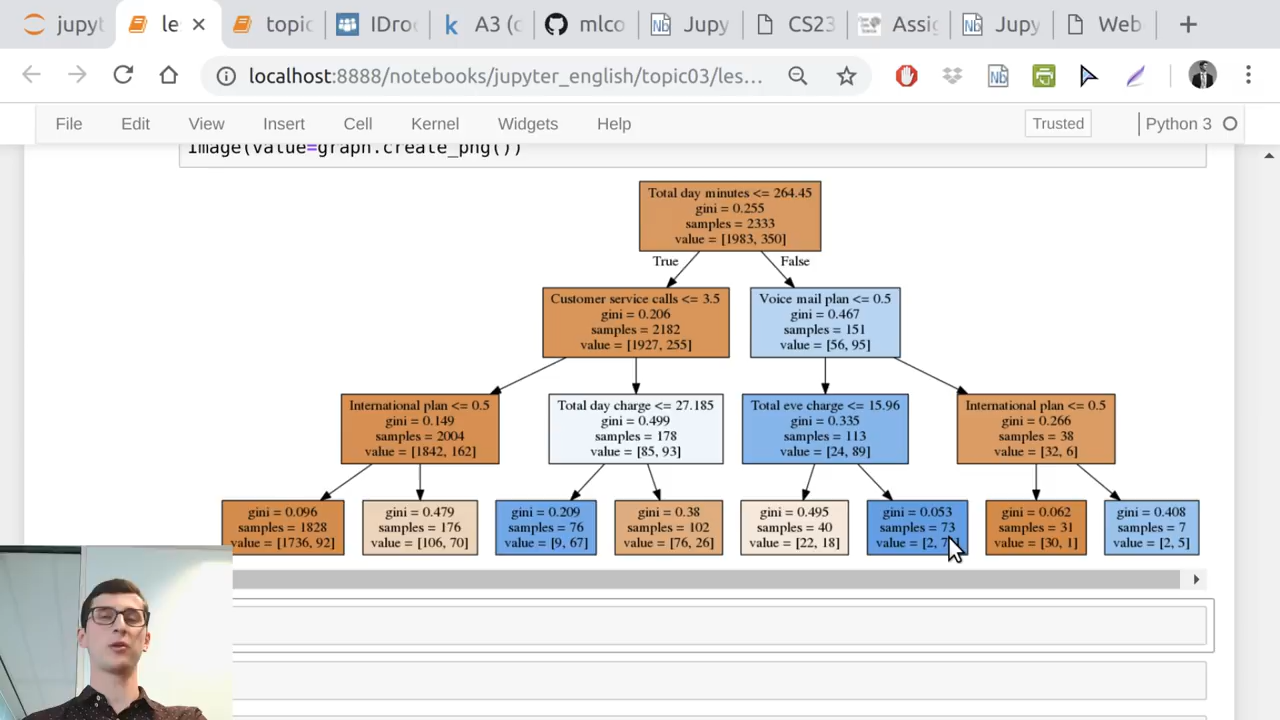 jupyt
le
topic
IDro
A3 (c
mlco
Jupy
CS23
Assig
Jupy
Web
localhost:8888/notebooks/jupyter_english/topic03/les...
File Edit View Insert Cell Kernel Widgets Help
Trusted
Python 3
Image(value=graph.create_png())
Total day minutes <= 264.45
gini = 0.255
samples = 2333
value = [1983, 350]
True
False
Customer service calls <= 3.5
gini = 0.206
samples = 2182
value = [1927, 255]
Voice mail plan <= 0.5
gini = 0.467
samples = 151
value = [56, 95]
International plan <= 0.5
gini = 0.149
samples = 2004
value = [1842, 162]
Total day charge <= 27.185
gini = 0.499
samples = 178
value = [85, 93]
Total eve charge <= 15.96
gini = 0.335
samples = 113
value = [24, 89]
International plan <= 0.5
gini = 0.266
samples = 38
value = [32, 6]
gini = 0.096
samples = 1828
value = [1736, 92]
gini = 0.479
samples = 176
value = [106, 70]
gini = 0.209
samples = 76
value = [9, 67]
gini = 0.38
samples = 102
value = [76, 26]
gini = 0.495
samples = 40
value = [22, 18]
gini = 0.053
samples = 73
value = [2,
gini = 0.062
samples = 31
value = [30, 1]
gini = 0.408
samples = 7
value = [2, 5]